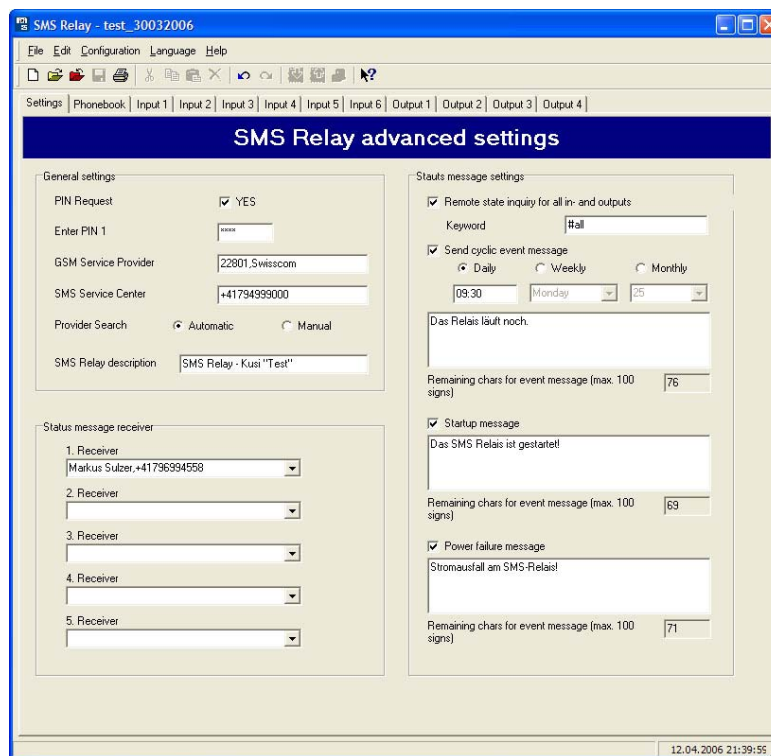 SMS Relay - test_30032006
File Edit Configuration Language Help
Settings Phonebook Input 1 Input 2 Input 3 Input 4 Input 5 Input 6 Output 1 Output 2 Output 3 Output 4
SMS Relay advanced settings
General settings
PIN Request YES
Enter PIN 1 ****
GSM Service Provider 22801,Swisscom
SMS Service Center +41794999000
Provider Search Automatic Manual
SMS Relay description SMS Relay - Kusi "Test"
Status message receiver
1. Receiver
Markus Sulzer,+41796994558
2. Receiver
3. Receiver
4. Receiver
5. Receiver
Stauts message settings
Remote state inquiry for all in- and outputs
Keyword #all
Send cyclic event message
Daily Weekly Monthly
09:30 Monday 25
Das Relais läuft noch.
Remaining chars for event message (max. 100
signs) 76
Startup message
Das SMS Relais ist gestartet!
Remaining chars for event message (max. 100
signs) 69
Power failure message
Stromausfall am SMS-Relais!
Remaining chars for event message (max. 100
signs) 71
12.04.2006 21:39:59